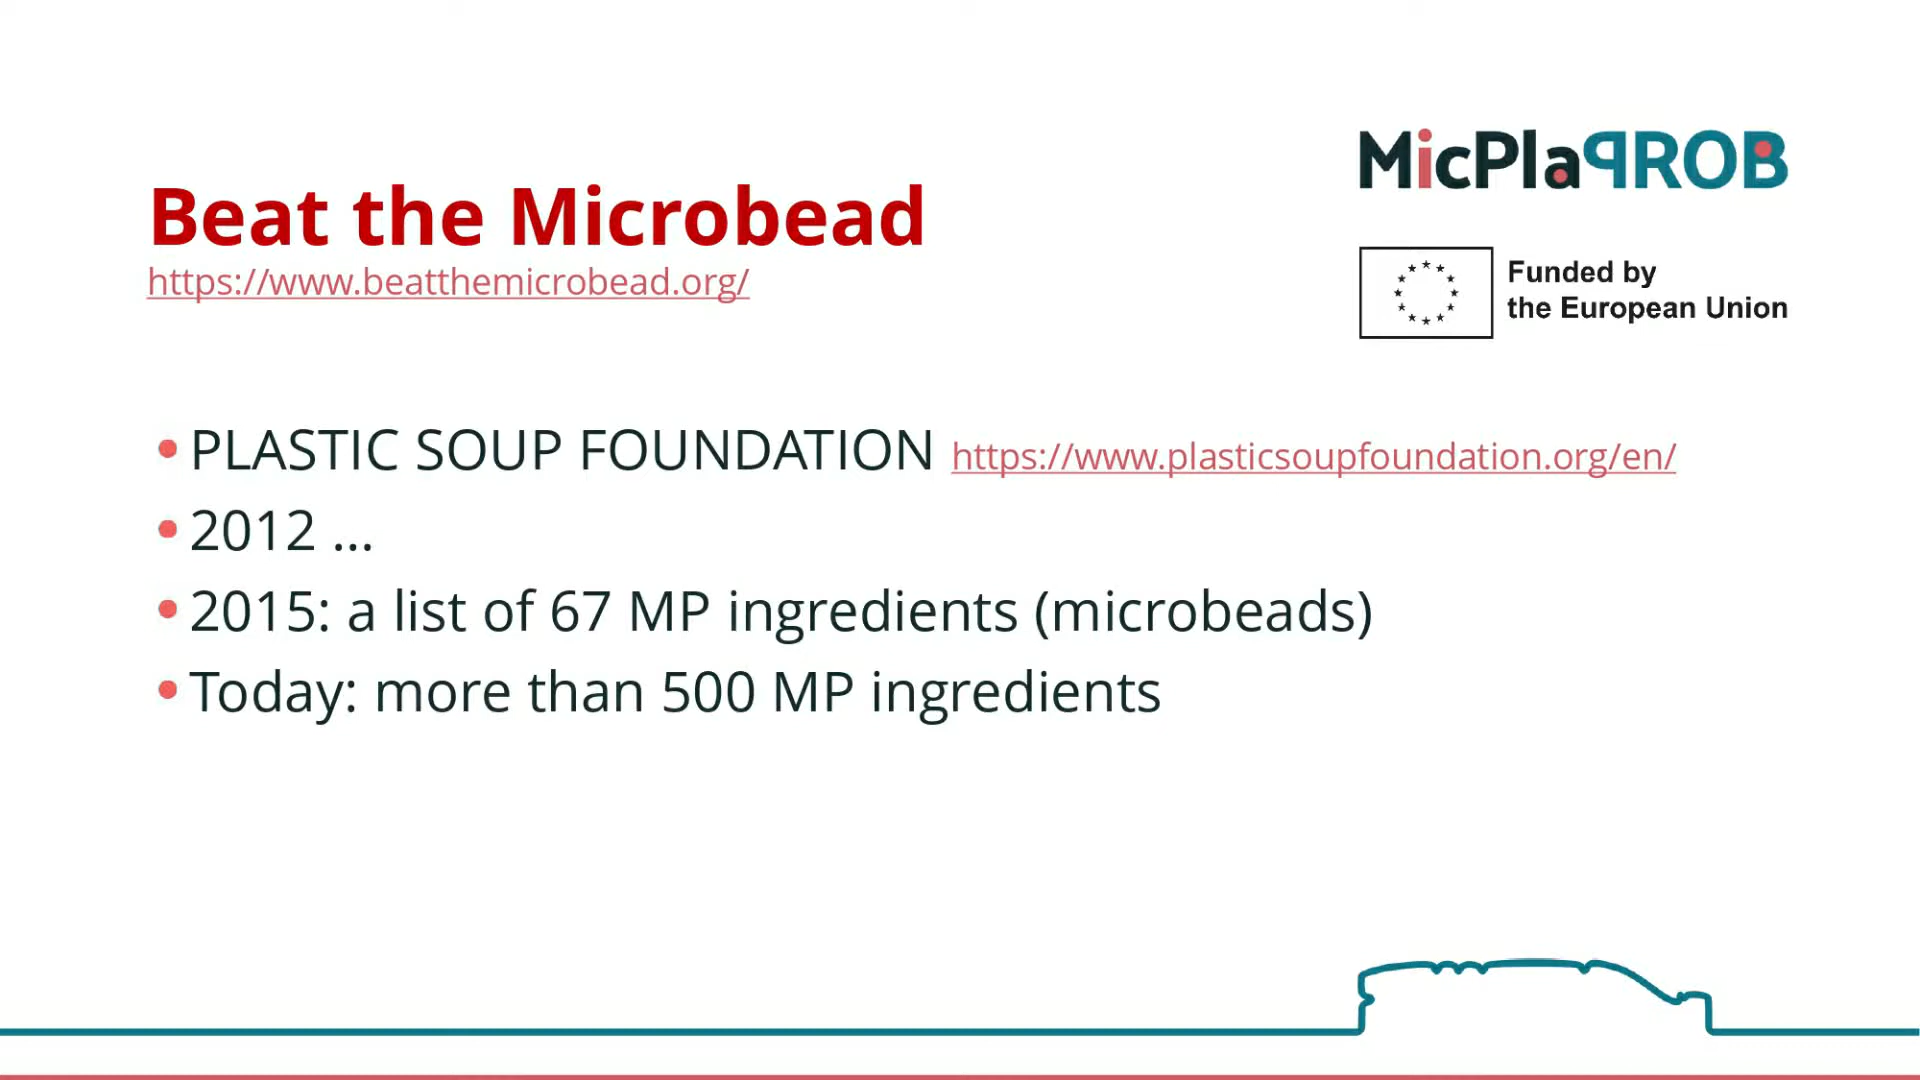 MicPlaPROB
Beat the Microbead
https://www.beatthemicrobead.org/
Funded by
the European Union
• PLASTIC SOUP FOUNDATION https://www.plasticsoupfoundation.org/en/
• 2012 ...
• 2015: a list of 67 MP ingredients (microbeads)
• Today: more than 500 MP ingredients